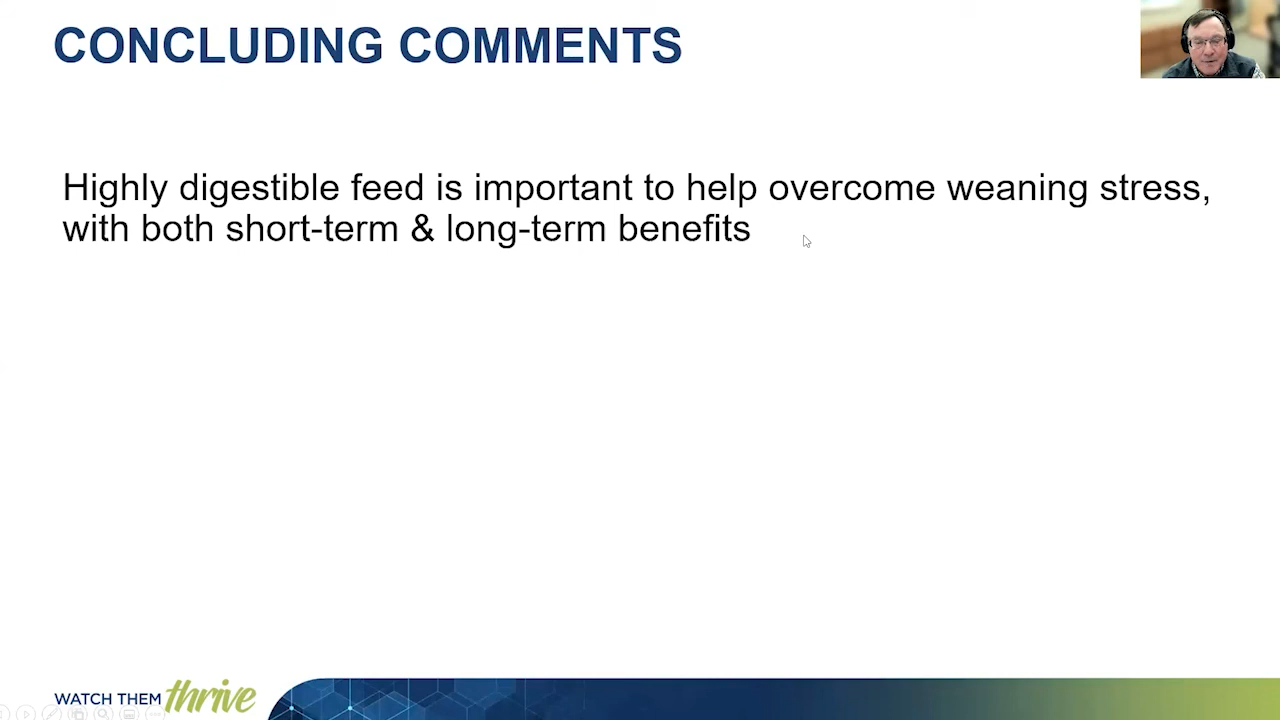 CONCLUDING COMMENTS
Highly digestible feed is important to help overcome weaning stress,
with both short-term & long-term benefits
WATCH THEM thrive